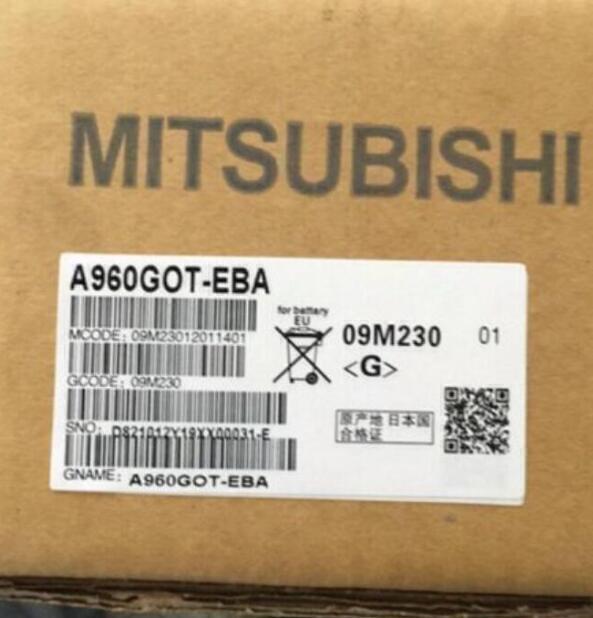 MITSUBISHI
A960GOT-EBA
MCODE: 09M23012011401
GCODE: 09M230
SNO: D821012Y19XX00031-E
GNAME: A960GOT-EBA
for battery
EU
09M230 01
<G>
原产地 日本国
合格证